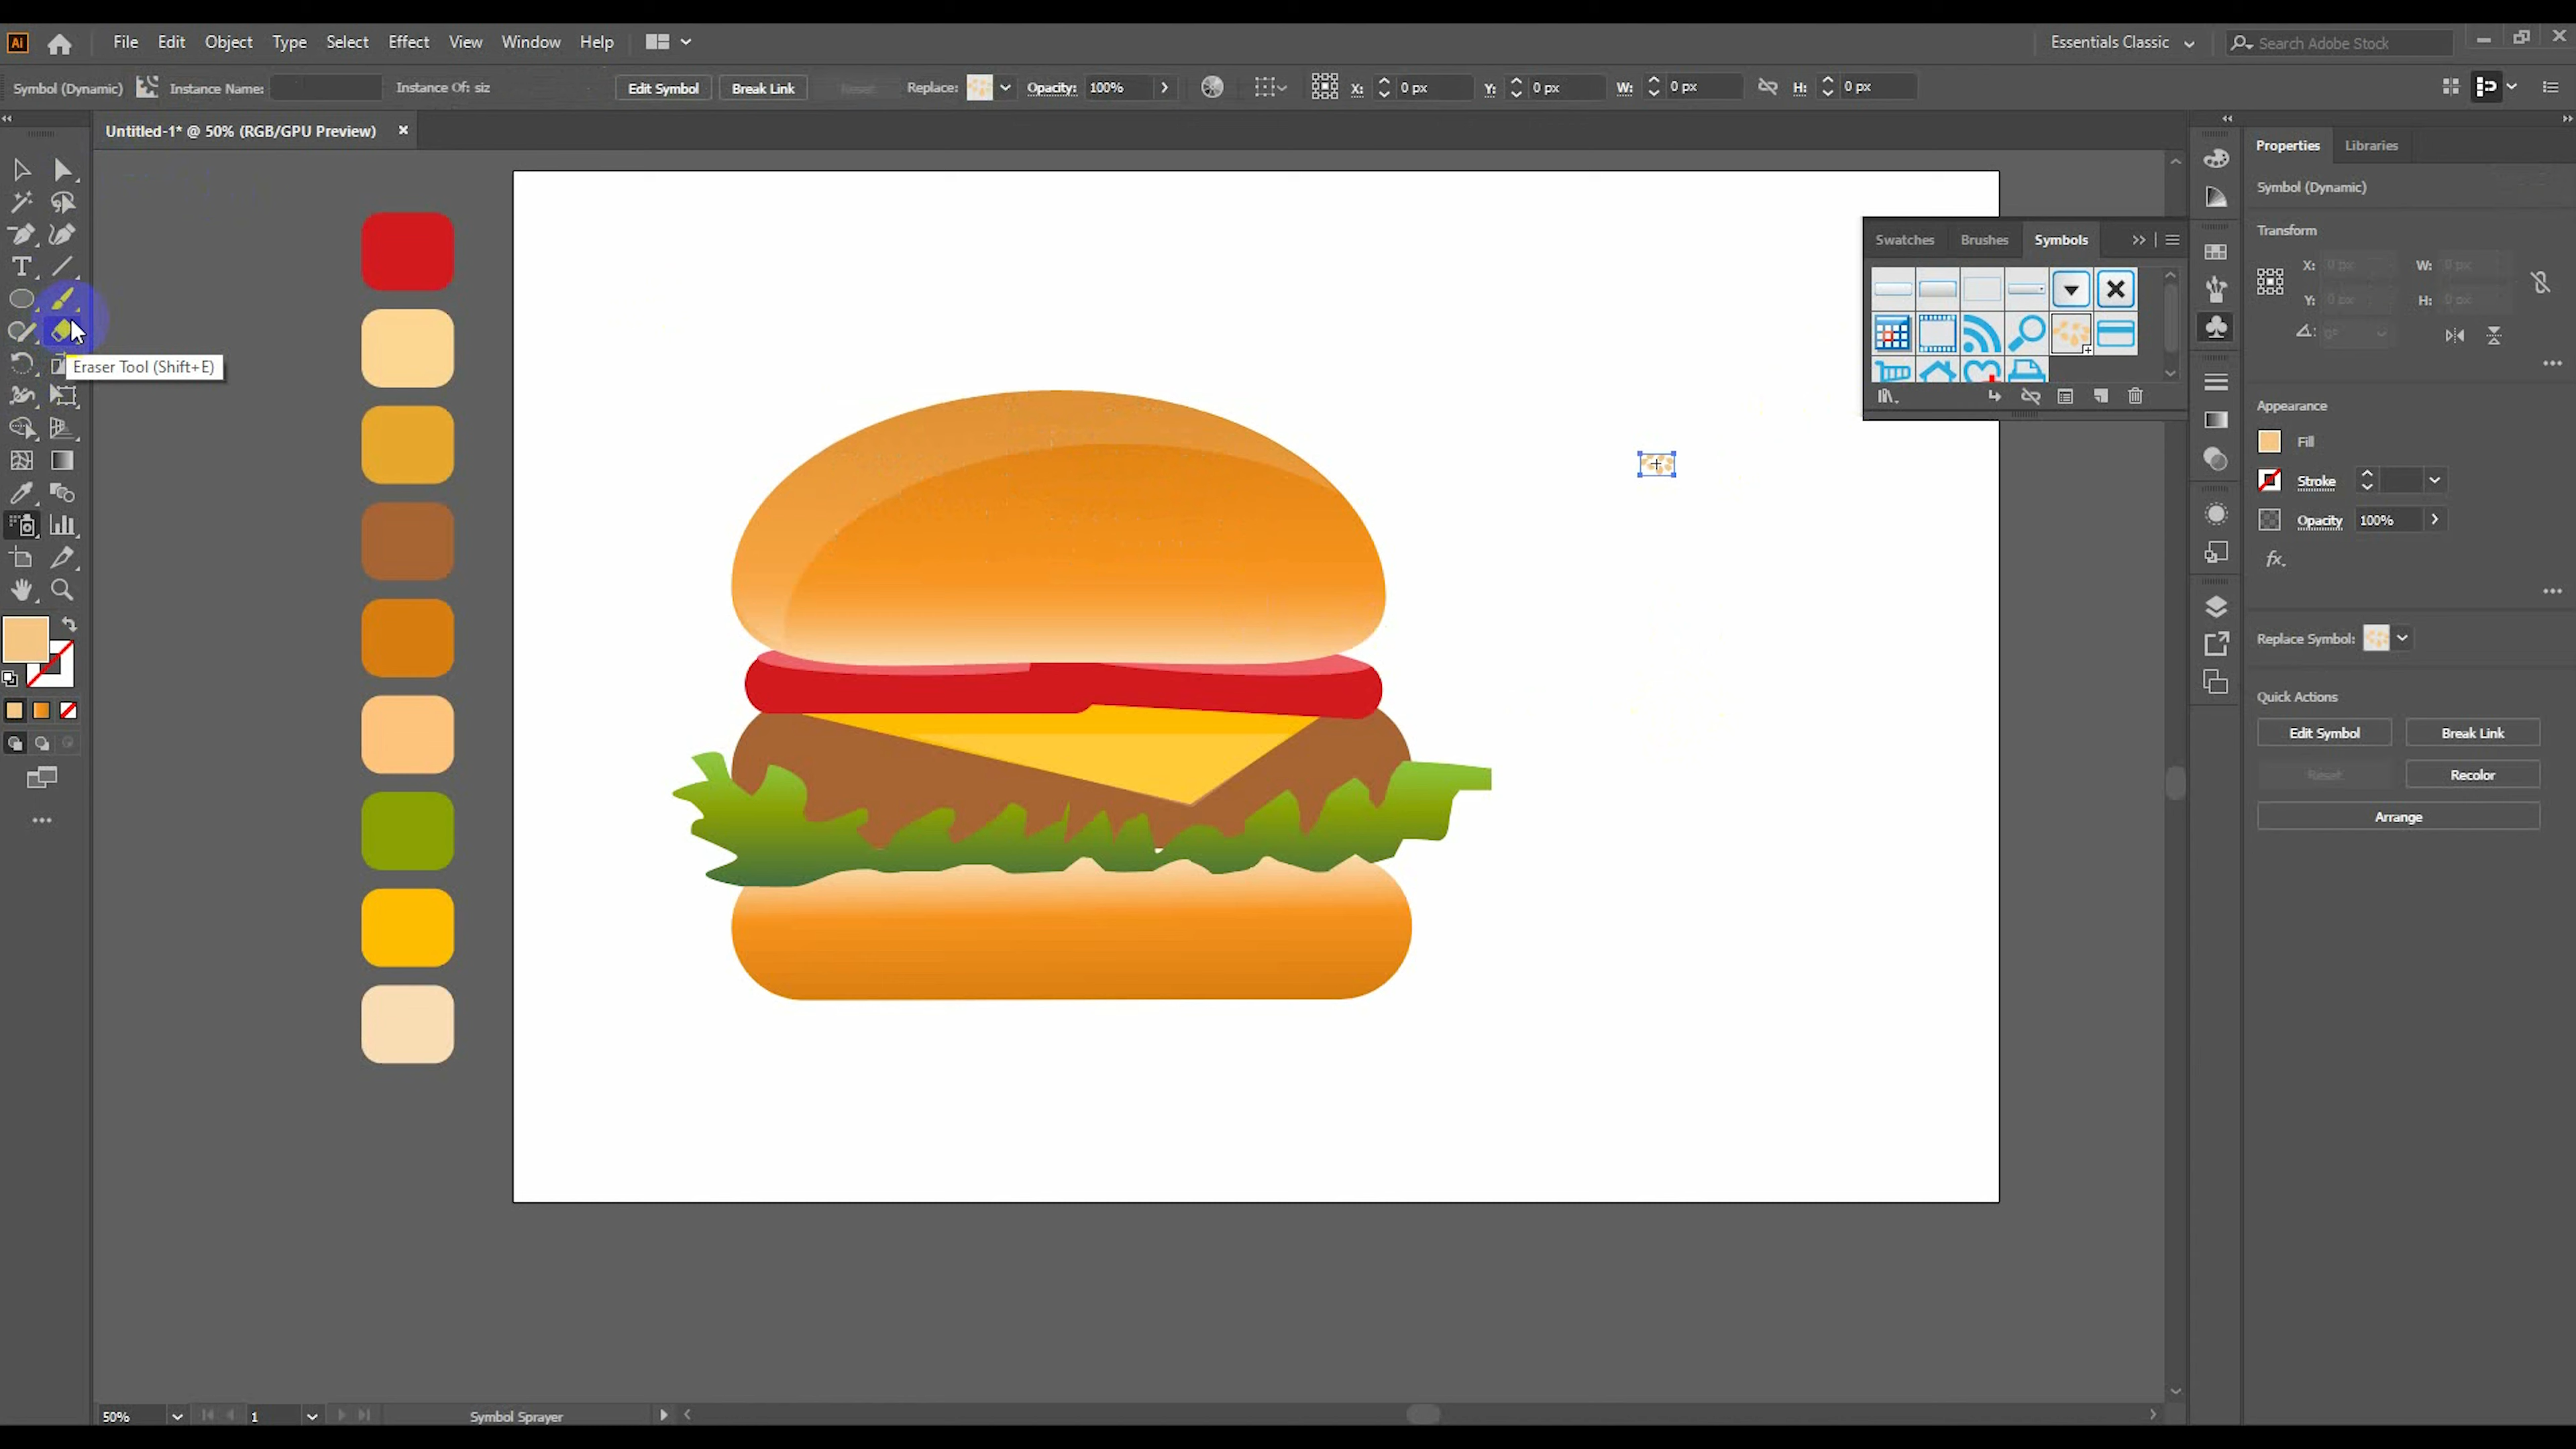 Ai File Edit Object Type Select Effect View Window Help Essentials Classic Search Adobe Stock
Symbol (Dynamic) Instance Name: Instance Of: siz Edit Symbol Break Link Reset Replace: Opacity: 100% X: 0 px Y: 0 px W: 0 px H: 0 px
Untitled-1* @ 50% (RGB/GPU Preview)
Properties Libraries
Symbol (Dynamic)
Transform
X: 0 px W: 0 px
Y: 0 px H: 0 px
0°
Swatches Brushes Symbols
Eraser Tool (Shift+E)
Appearance
Fill
Stroke
Opacity 100%
fx.
Replace Symbol:
Quick Actions
Edit Symbol Break Link
Reset Recolor
Arrange
50% 1 Symbol Sprayer